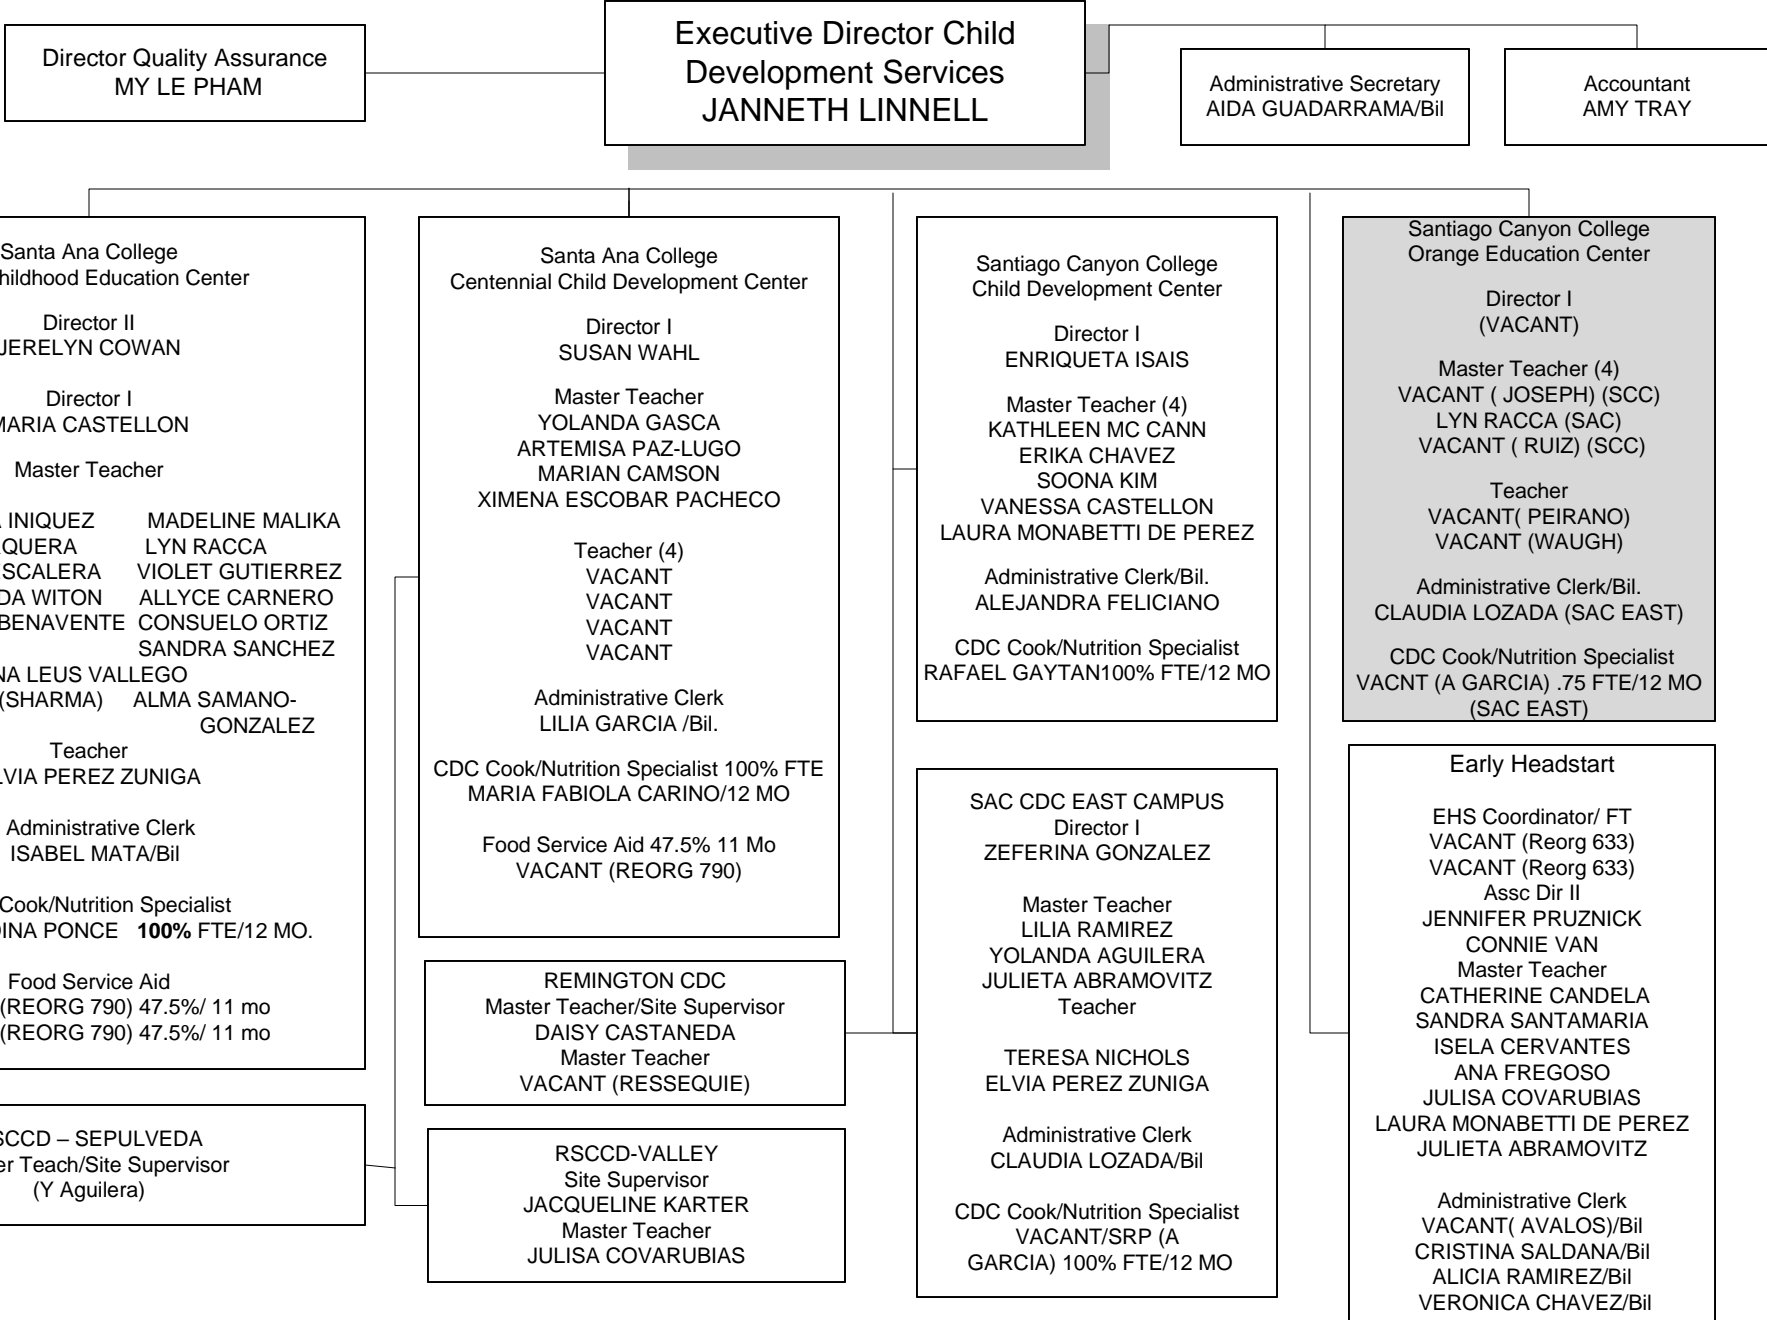 Director Quality Assurance
MY LE PHAM
Executive Director Child
Development Services
JANNETH LINNELL
Administrative Secretary
AIDA GUADARRAMA/Bil
Accountant
AMY TRAY
Santa Ana College
Education Center
Director II
JERELYN COWAN
Director I
MARIA CASTELLON
Master Teacher
INIQUEZ MADELINE MALIKA
LYN RACCA
VIOLET GUTIERREZ
WITON ALLYCE CARNERO
BENAVENTE CONSUELO ORTIZ
SANDRA SANCHEZ
LEUS VALLEGO
(SHARMA) ALMA SAMANO-
GONZALEZ
Teacher
PEREZ ZUNIGA
Administrative Clerk
ISABEL MATA/Bil
Cook/Nutrition Specialist
PONCE 100% FTE/12 MO.
Food Service Aid
(REORG 790) 47.5%/ 11 mo
(REORG 790) 47.5%/ 11 mo
– SEPULVEDA
Teach/Site Supervisor
(Y Aguilera)
Santa Ana College
Centennial Child Development Center
Director I
SUSAN WAHL
Master Teacher
YOLANDA GASCA
ARTEMISA PAZ-LUGO
MARIAN CAMSON
XIMENA ESCOBAR PACHECO
Teacher (4)
VACANT
VACANT
VACANT
VACANT
Administrative Clerk
LILIA GARCIA /Bil.
CDC Cook/Nutrition Specialist 100% FTE
MARIA FABIOLA CARINO/12 MO
Food Service Aid 47.5% 11 Mo
VACANT (REORG 790)
REMINGTON CDC
Master Teacher/Site Supervisor
DAISY CASTANEDA
Master Teacher
VACANT (RESSEQUIE)
RSCCD-VALLEY
Site Supervisor
JACQUELINE KARTER
Master Teacher
JULISA COVARUBIAS
Santiago Canyon College
Child Development Center
Director I
ENRIQUETA ISAIS
Master Teacher (4)
KATHLEEN MC CANN
ERIKA CHAVEZ
SOONA KIM
VANESSA CASTELLON
LAURA MONABETTI DE PEREZ
Administrative Clerk/Bil.
ALEJANDRA FELICIANO
CDC Cook/Nutrition Specialist
RAFAEL GAYTAN100% FTE/12 MO
SAC CDC EAST CAMPUS
Director I
ZEFERINA GONZALEZ
Master Teacher
LILIA RAMIREZ
YOLANDA AGUILERA
JULIETA ABRAMOVITZ
Teacher
TERESA NICHOLS
ELVIA PEREZ ZUNIGA
Administrative Clerk
CLAUDIA LOZADA/Bil
CDC Cook/Nutrition Specialist
VACANT/SRP (A
GARCIA) 100% FTE/12 MO
Santiago Canyon College
Orange Education Center
Director I
(VACANT)
Master Teacher (4)
VACANT ( JOSEPH) (SCC)
LYN RACCA (SAC)
VACANT ( RUIZ) (SCC)
Teacher
VACANT( PEIRANO)
VACANT (WAUGH)
Administrative Clerk/Bil.
CLAUDIA LOZADA (SAC EAST)
CDC Cook/Nutrition Specialist
VACNT (A GARCIA) .75 FTE/12 MO
(SAC EAST)
Early Headstart
EHS Coordinator/ FT
VACANT (Reorg 633)
VACANT (Reorg 633)
Assc Dir II
JENNIFER PRUZNICK
CONNIE VAN
Master Teacher
CATHERINE CANDELA
SANDRA SANTAMARIA
ISELA CERVANTES
ANA FREGOSO
JULISA COVARUBIAS
LAURA MONABETTI DE PEREZ
JULIETA ABRAMOVITZ
Administrative Clerk
VACANT( AVALOS)/Bil
CRISTINA SALDANA/Bil
ALICIA RAMIREZ/Bil
VERONICA CHAVEZ/Bil